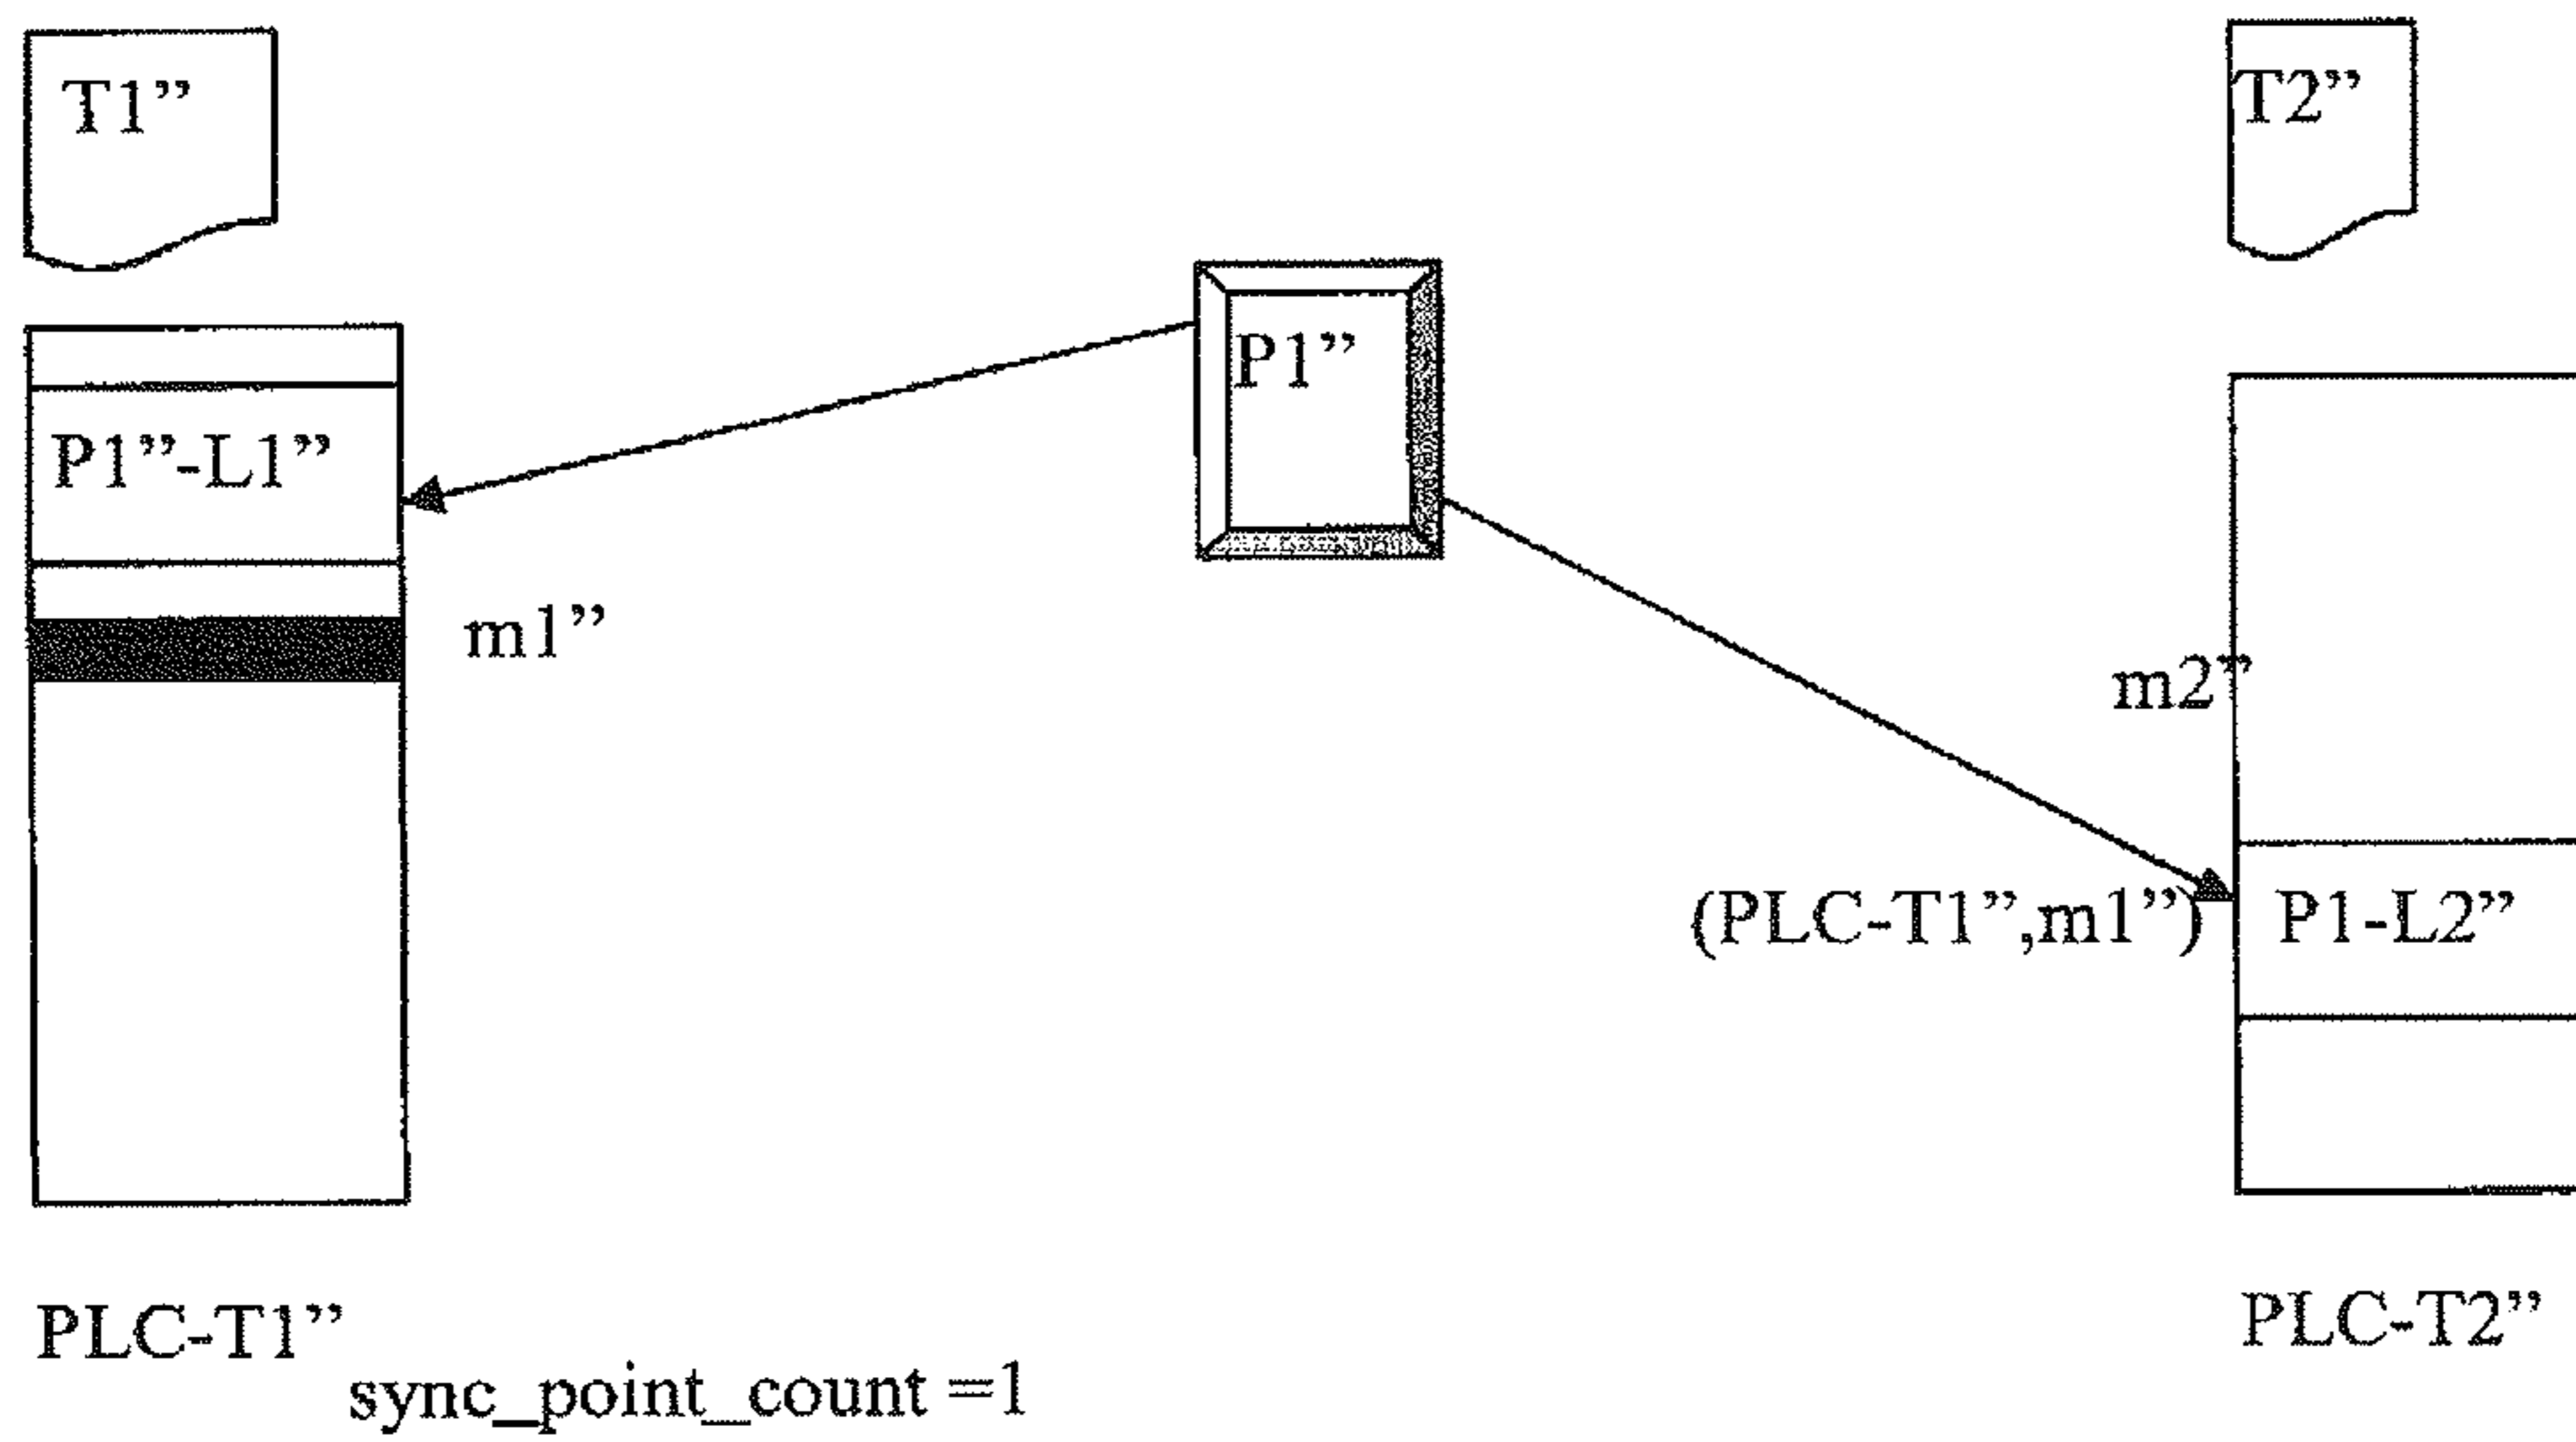 T1”
T2”
P1”
P1”-L1”
m1”
m2”
(PLC-T1”,m1”)
P1-L2”
PLC-T1”
PLC-T2”
sync_point_count =1